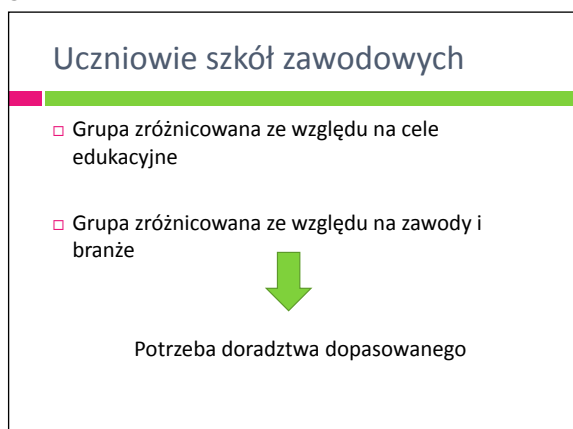 Uczniowie szkół zawodowych
Grupa zróżnicowana ze względu na cele
edukacyjne
Grupa zróżnicowana ze względu na zawody i
branże
Potrzeba doradztwa dopasowanego